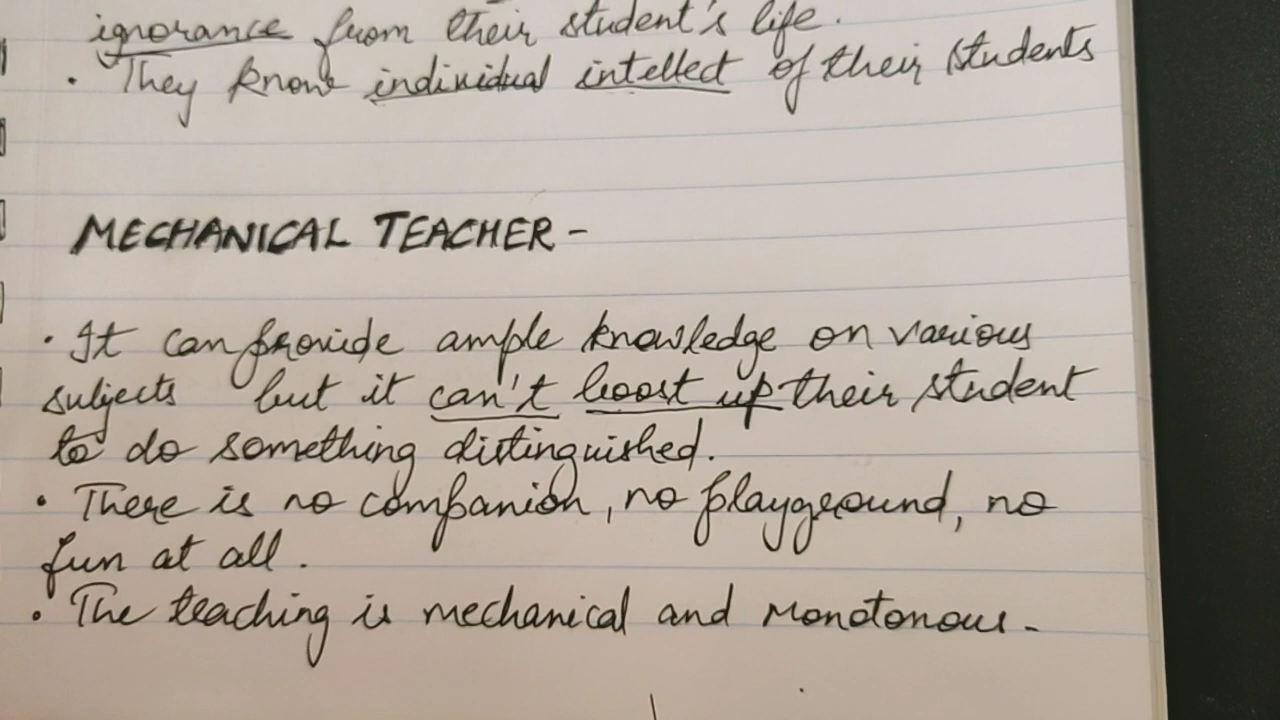 ignorance from their student's life.
• They know individual intellect of their students
MECHANICAL TEACHER -
• It can provide ample knowledge on various
subjects but it can't boost up their student
to do something distinguished.
• There is no companion, no playground, no
fun at all.
• The teaching is mechanical and monotonous.